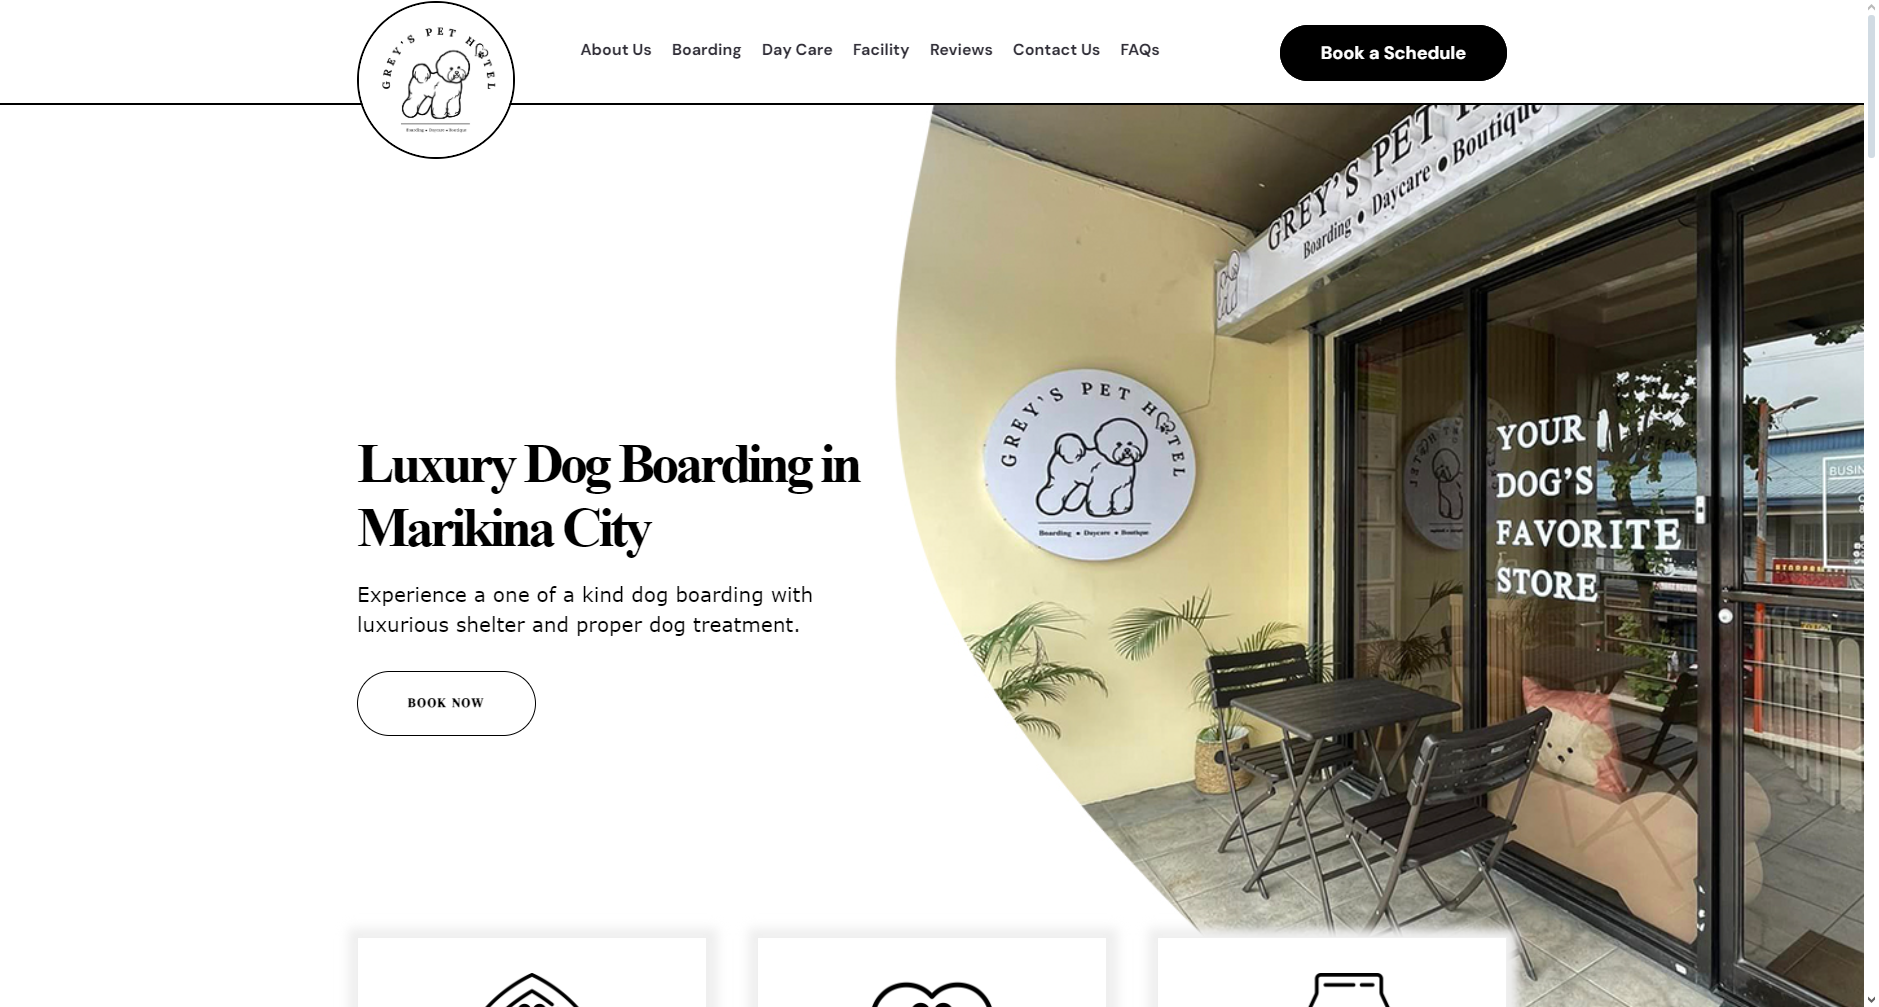 GREY'S PET HOTEL
Boarding • Daycare • Boutique
About Us
Boarding
Day Care
Facility
Reviews
Contact Us
FAQs
Book a Schedule
Luxury Dog Boarding in
Marikina City
Experience a one of a kind dog boarding with
luxurious shelter and proper dog treatment.
BOOK NOW
GREY'S PET
Boarding • Daycare • Boutique
GREY'S PET HOTEL
Boarding • Daycare • Boutique
YOUR
DOG'S
FAVORITE
STORE